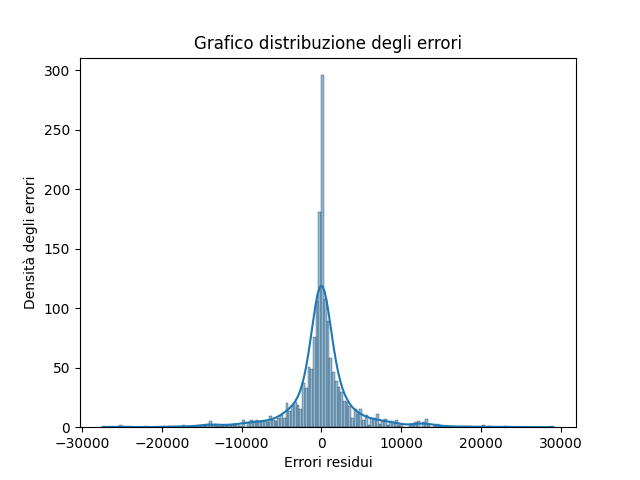 Grafico distribuzione degli errori
300
250
200
150
100
50
0
Densità degli errori
−30000 −20000 −10000 0 10000 20000 30000
Errori residui